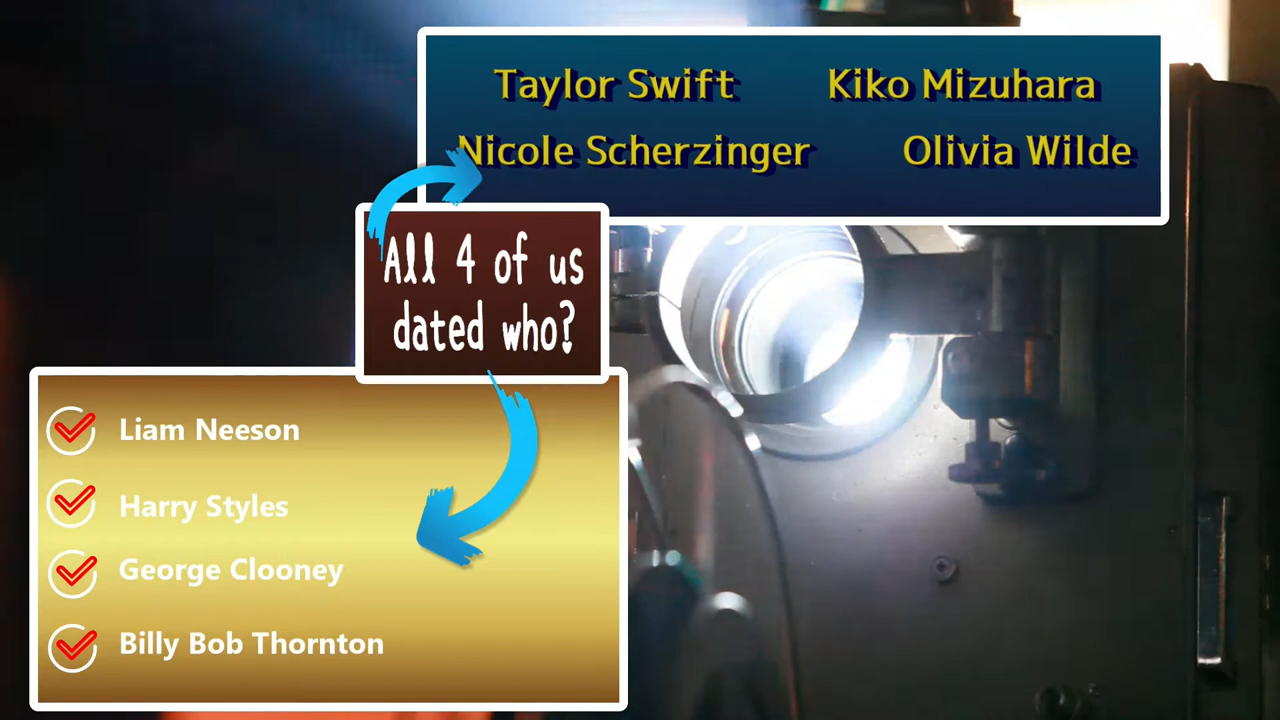 Taylor Swift Kiko Mizuhara
Nicole Scherzinger Olivia Wilde
All 4 of us
dated who?
Liam Neeson
Harry Styles
George Clooney
Billy Bob Thornton